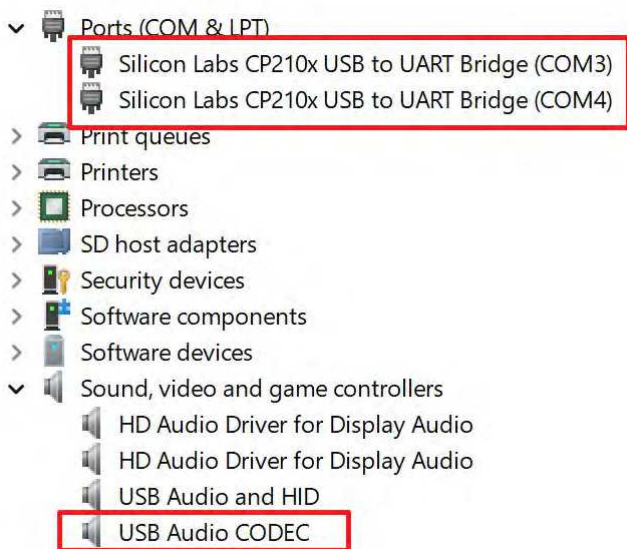 Ports (COM & LPT)
Silicon Labs CP210x USB to UART Bridge (COM3)
Silicon Labs CP210x USB to UART Bridge (COM4)
Print queues
Printers
Processors
SD host adapters
Security devices
Software components
Software devices
Sound, video and game controllers
HD Audio Driver for Display Audio
HD Audio Driver for Display Audio
USB Audio and HID
USB Audio CODEC